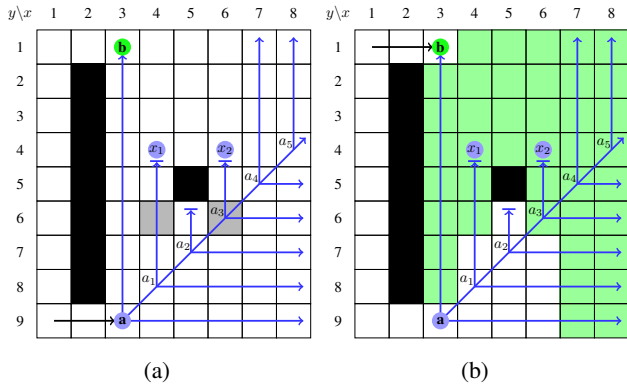 y\x 1 2 3 4 5 6 7 8 y\x 1 2 3 4 5 6 7 8
1 b 1 b
2 2
3 3
4 x1 x2 a5 4 x1 x2 a5
5 a4 5 a4
6 a3 6 a3
7 a2 7 a2
8 a1 8 a1
9 a 9 a
(a) (b)